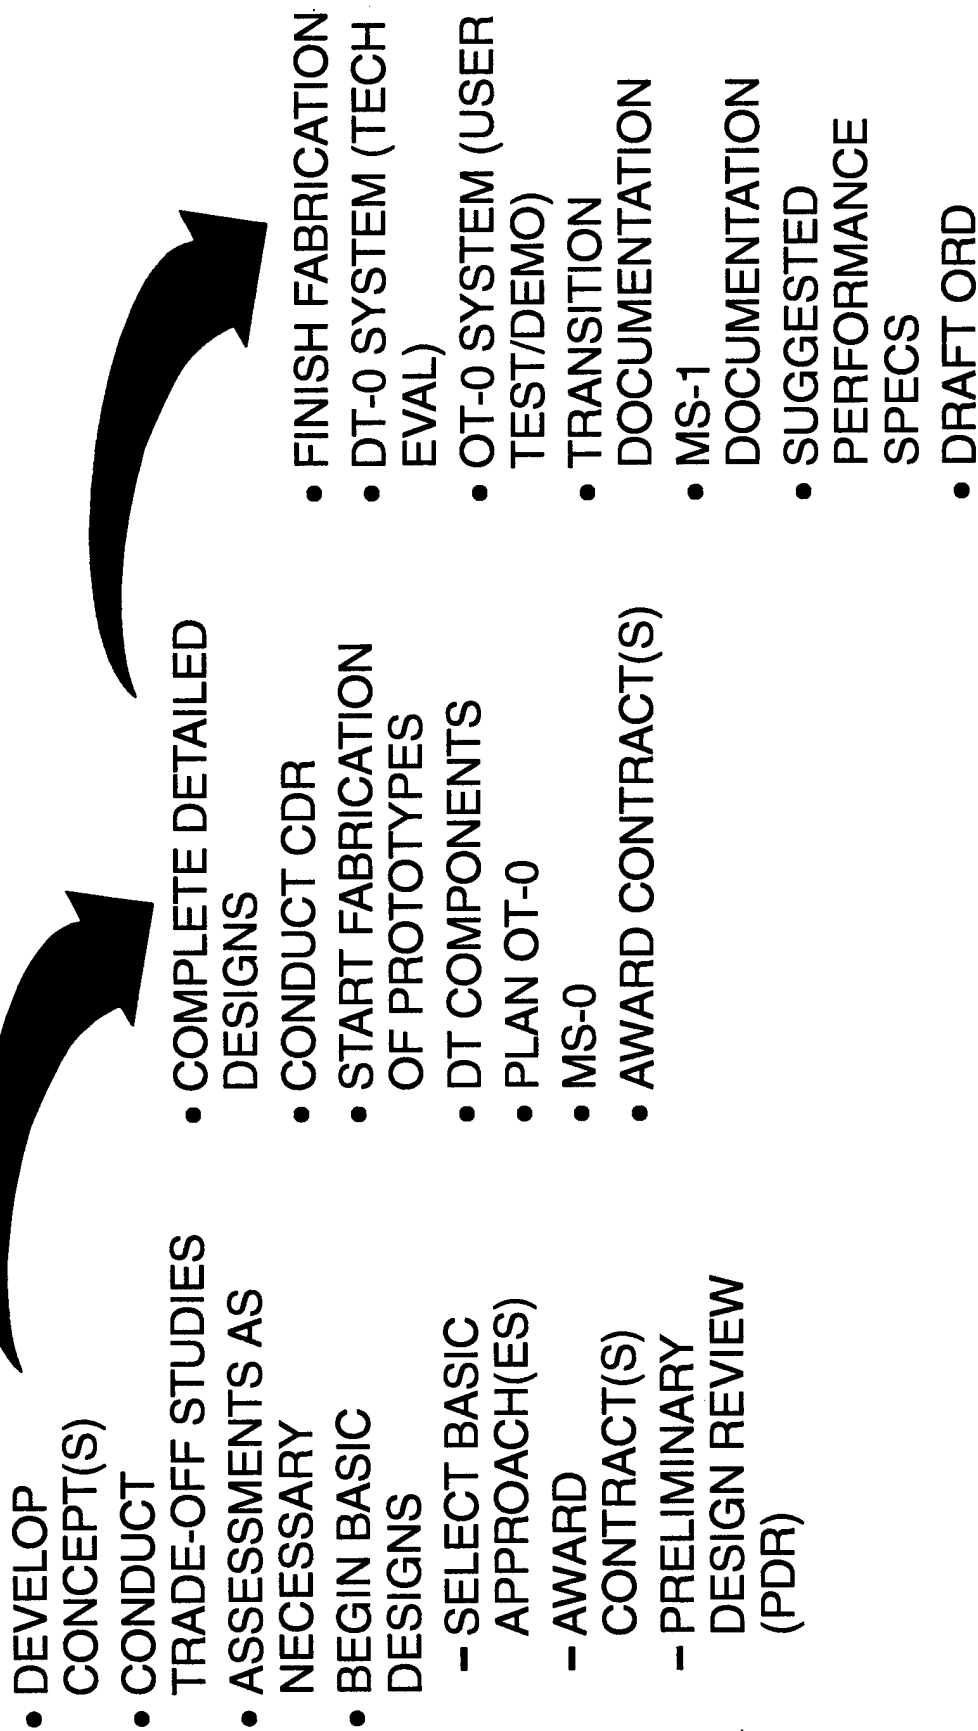 • DEVELOP
CONCEPT(S)
• CONDUCT
TRADE-OFF STUDIES
• ASSESSMENTS AS
NECESSARY
• BEGIN BASIC
DESIGNS
– SELECT BASIC
APPROACH(ES)
– AWARD
CONTRACT(S)
– PRELIMINARY
DESIGN REVIEW
(PDR)
• COMPLETE DETAILED
DESIGNS
• CONDUCT CDR
• START FABRICATION
OF PROTOTYPES
• DT COMPONENTS
• PLAN OT-0
• MS-0
• AWARD CONTRACT(S)
• FINISH FABRICATION
• DT-0 SYSTEM (TECH
EVAL)
• OT-0 SYSTEM (USER
TEST/DEMO)
• TRANSITION
DOCUMENTATION
• MS-1
DOCUMENTATION
• SUGGESTED
PERFORMANCE
SPECS
• DRAFT ORD